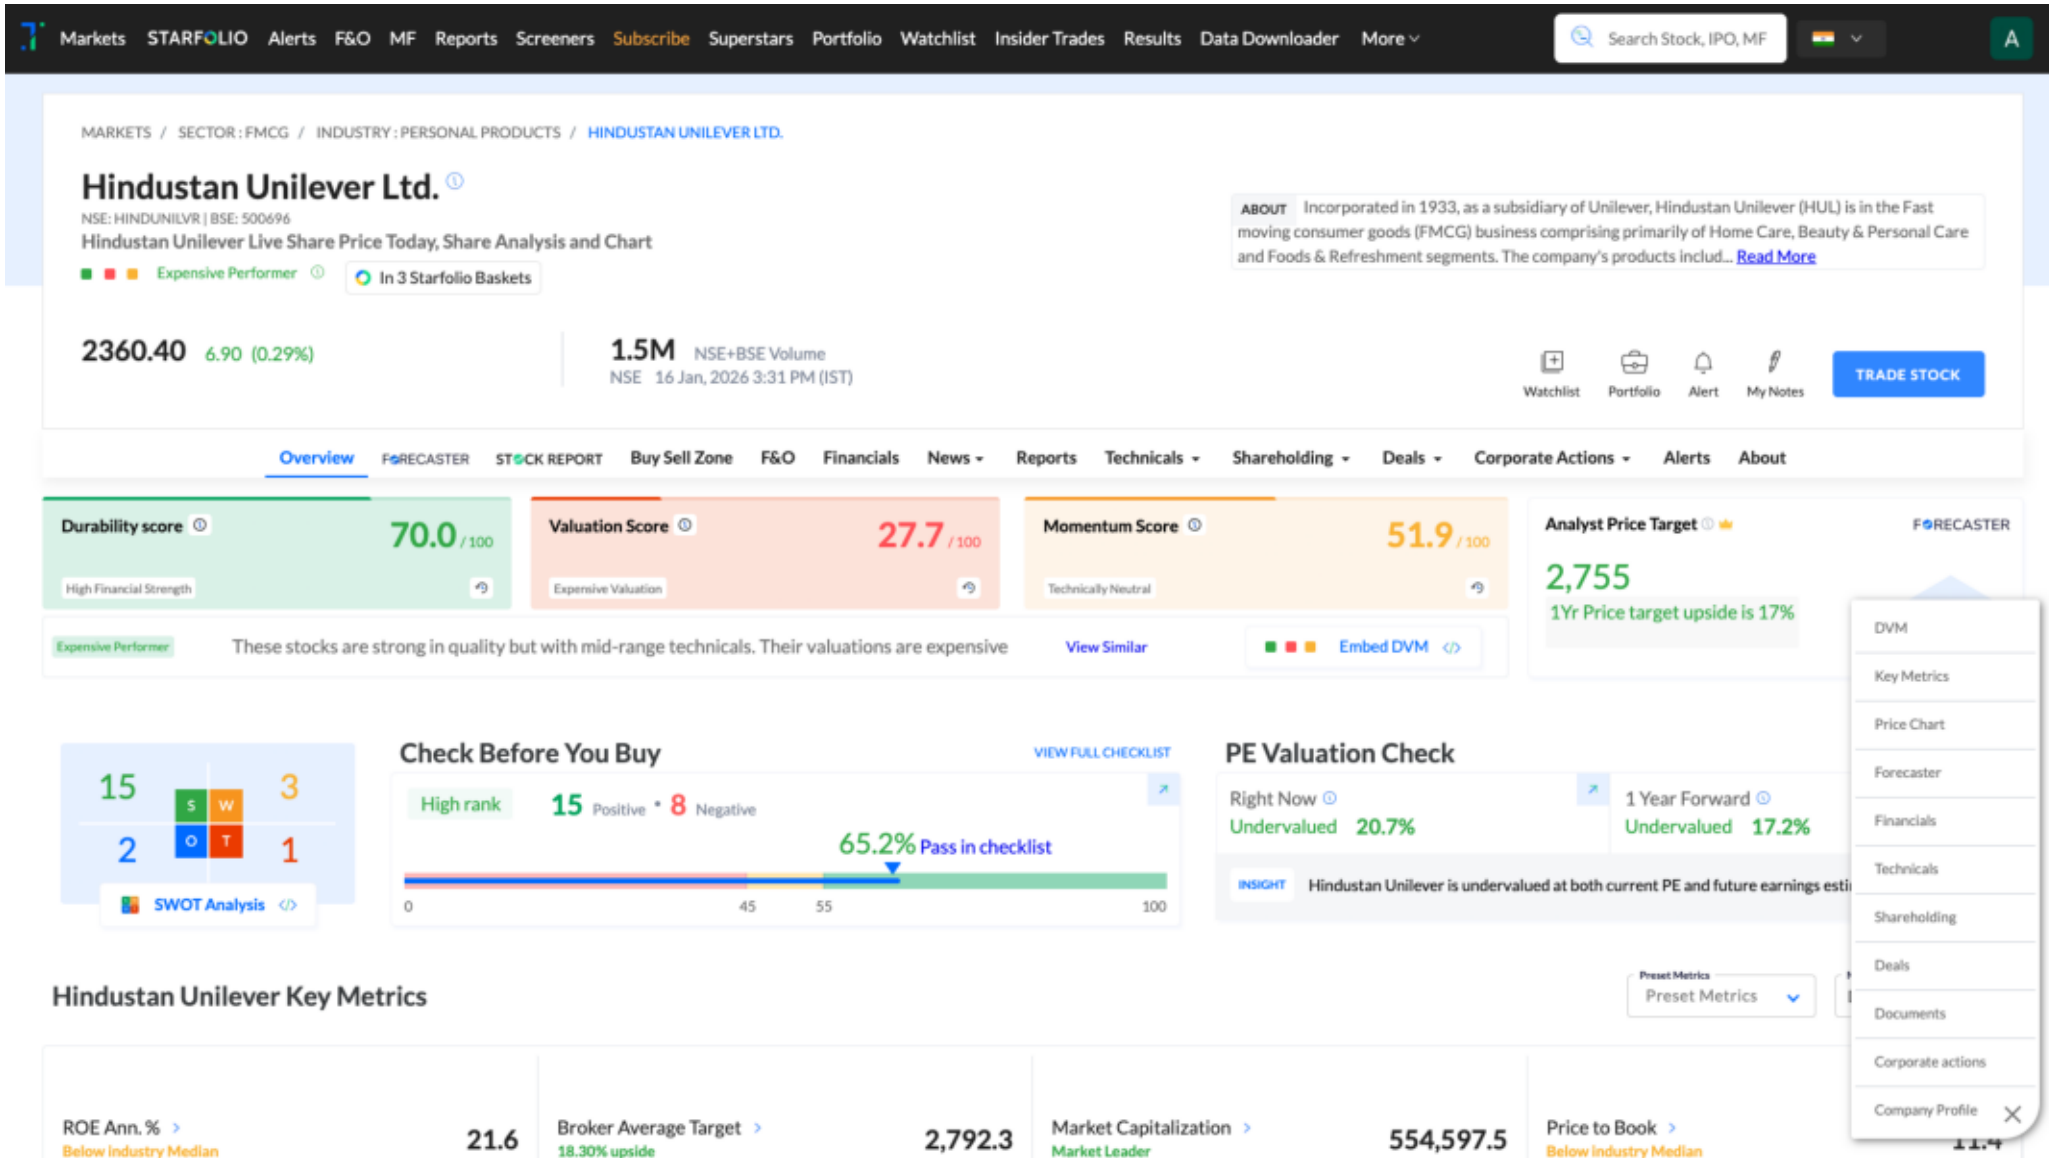 Markets STARFOLIO Alerts F&O MF Reports Screeners Subscribe Superstars Portfolio Watchlist Insider Trades Results Data Downloader More Search Stock, IPO, MF A
MARKETS / SECTOR : FMCG / INDUSTRY : PERSONAL PRODUCTS / HINDUSTAN UNILEVER LTD.
Hindustan Unilever Ltd.
NSE: HINDUNILVR | BSE: 500696
Hindustan Unilever Live Share Price Today, Share Analysis and Chart
Expensive Performer In 3 Starfolio Baskets
ABOUT Incorporated in 1933, as a subsidiary of Unilever, Hindustan Unilever (HUL) is in the Fast
moving consumer goods (FMCG) business comprising primarily of Home Care, Beauty & Personal Care
and Foods & Refreshment segments. The company's products includ... Read More
2360.40 6.90 (0.29%)
1.5M NSE+BSE Volume
NSE 16 Jan, 2026 3:31 PM (IST)
Watchlist Portfolio Alert My Notes TRADE STOCK
Overview FORECASTER STOCK REPORT Buy Sell Zone F&O Financials News Reports Technicals Shareholding Deals Corporate Actions Alerts About
Durability score 70.0 / 100
High Financial Strength
Valuation Score 27.7 / 100
Expensive Valuation
Momentum Score 51.9 / 100
Technically Neutral
Analyst Price Target FORECASTER
2,755
1Yr Price target upside is 17%
Expensive Performer These stocks are strong in quality but with mid-range technicals. Their valuations are expensive View Similar Embed DVM </>
15 S W 3
2 O T 1
SWOT Analysis </>
Check Before You Buy VIEW FULL CHECKLIST
High rank 15 Positive • 8 Negative
65.2% Pass in checklist
0 45 55 100
PE Valuation Check
Right Now
Undervalued 20.7%
1 Year Forward
Undervalued 17.2%
INSIGHT Hindustan Unilever is undervalued at both current PE and future earnings esti
Hindustan Unilever Key Metrics
Preset Metrics
Preset Metrics
ROE Ann. % 21.6
Below industry Median
Broker Average Target 2,792.3
18.30% upside
Market Capitalization 554,597.5
Market Leader
Price to Book 11.4
Below industry Median
DVM
Key Metrics
Price Chart
Forecaster
Financials
Technicals
Shareholding
Deals
Documents
Corporate actions
Company Profile